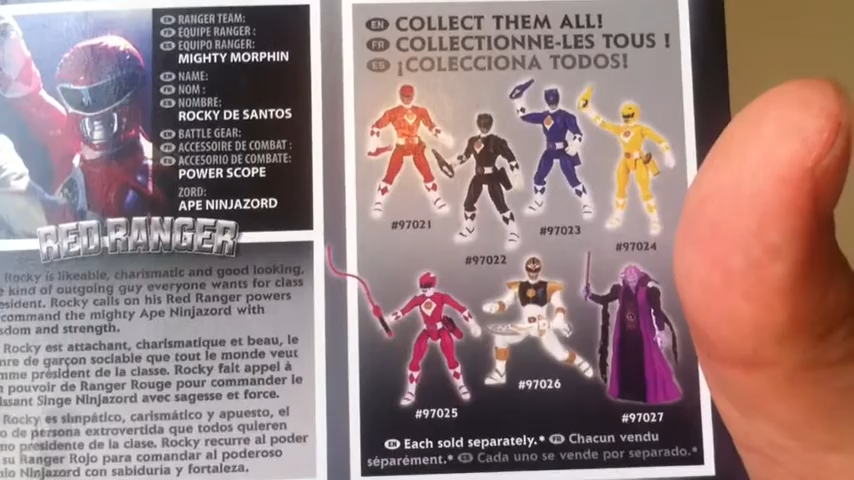 EN RANGER TEAM:
FR ÉQUIPE RANGER :
ES EQUIPO RANGER:
MIGHTY MORPHIN
EN NAME:
FR NOM :
ES NOMBRE:
ROCKY DE SANTOS
EN BATTLE GEAR:
FR ACCESSOIRE DE COMBAT :
ES ACCESORIO DE COMBATE:
POWER SCOPE
ZORD:
APE NINJAZORD
RED RANGER
Rocky is likeable, charismatic and good looking,
kind of outgoing guy everyone wants for class
president. Rocky calls on his Red Ranger powers
command the mighty Ape Ninjazord with
wisdom and strength.
Rocky est attachant, charismatique et beau, le
de garçon sociable que tout le monde veut
comme président de la classe. Rocky fait appel à
pouvoir de Ranger Rouge pour commander le
puissant Singe Ninjazord avec sagesse et force.
Rocky es simpático, carismático y apuesto, el
o de persona extrovertida que todos quieren
mo presidente de la clase. Rocky recurre al poder
su Ranger Rojo para comandar al poderoso
Ninjazord con sabiduría y fortaleza.
EN COLLECT THEM ALL!
FR COLLECTIONNE-LES TOUS !
ES ¡COLECCIONA TODOS!
#97021
#97022
#97023
#97024
#97025
#97026
#97027
EN Each sold separately.* FR Chacun vendu
séparément.* ES Cada uno se vende por separado.*